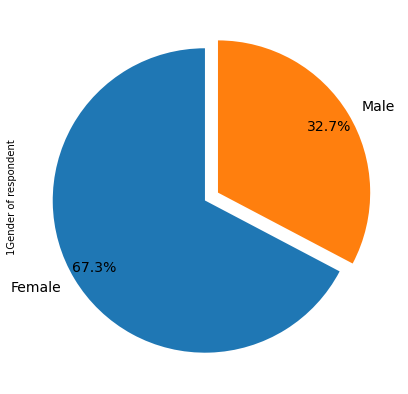 Male
32.7%
1Gender of respondent
67.3%
Female